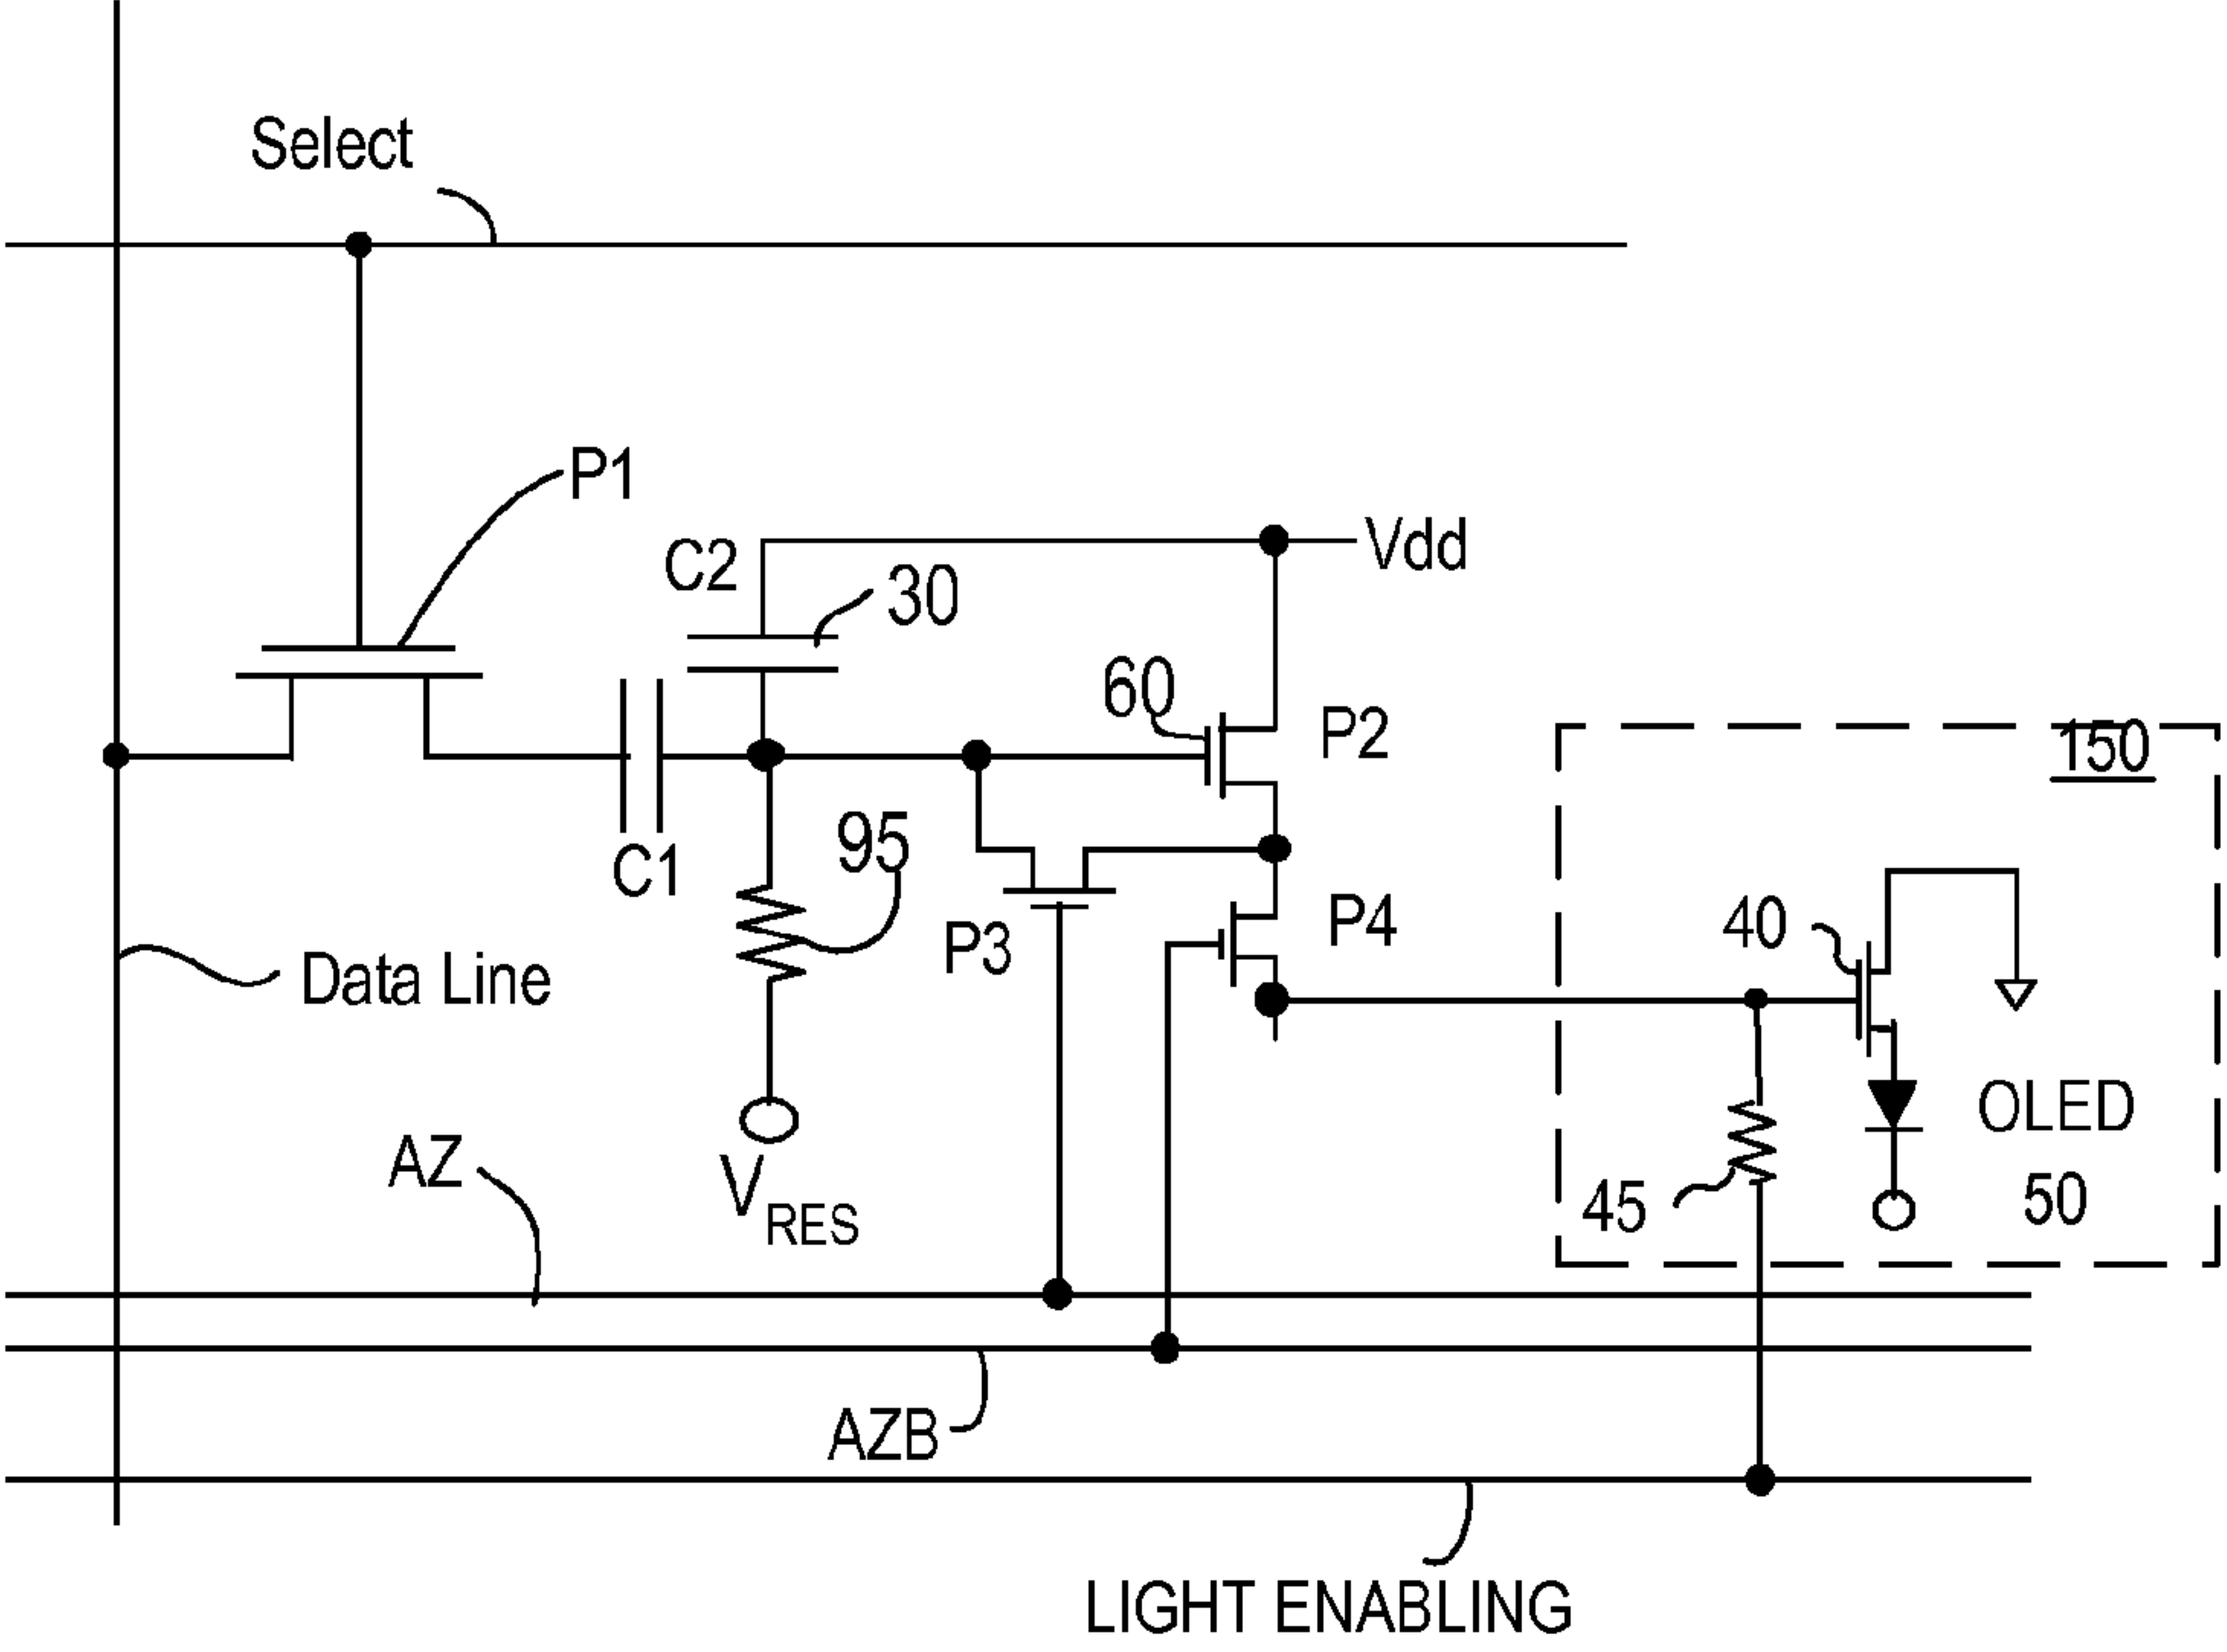 Select
P1
C2
30
Vdd
60
P2
150
C1
95
P3
P4
40
Data Line
OLED
50
45
V RES
AZ
AZB
LIGHT ENABLING